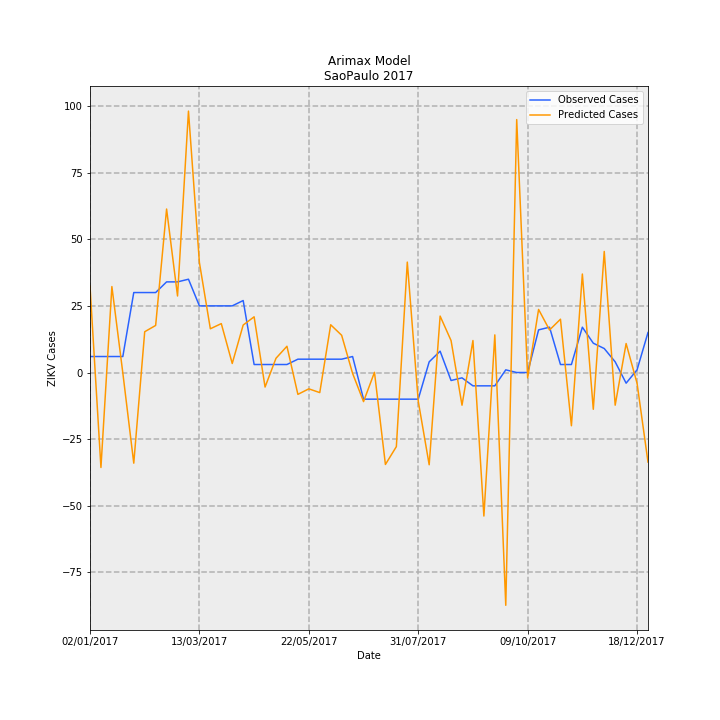 Arimax Model
SaoPaulo 2017
Observed Cases
Predicted Cases
100
75
50
25
0
−25
−50
−75
ZIKV Cases
02/01/2017 13/03/2017 22/05/2017 31/07/2017 09/10/2017 18/12/2017
Date